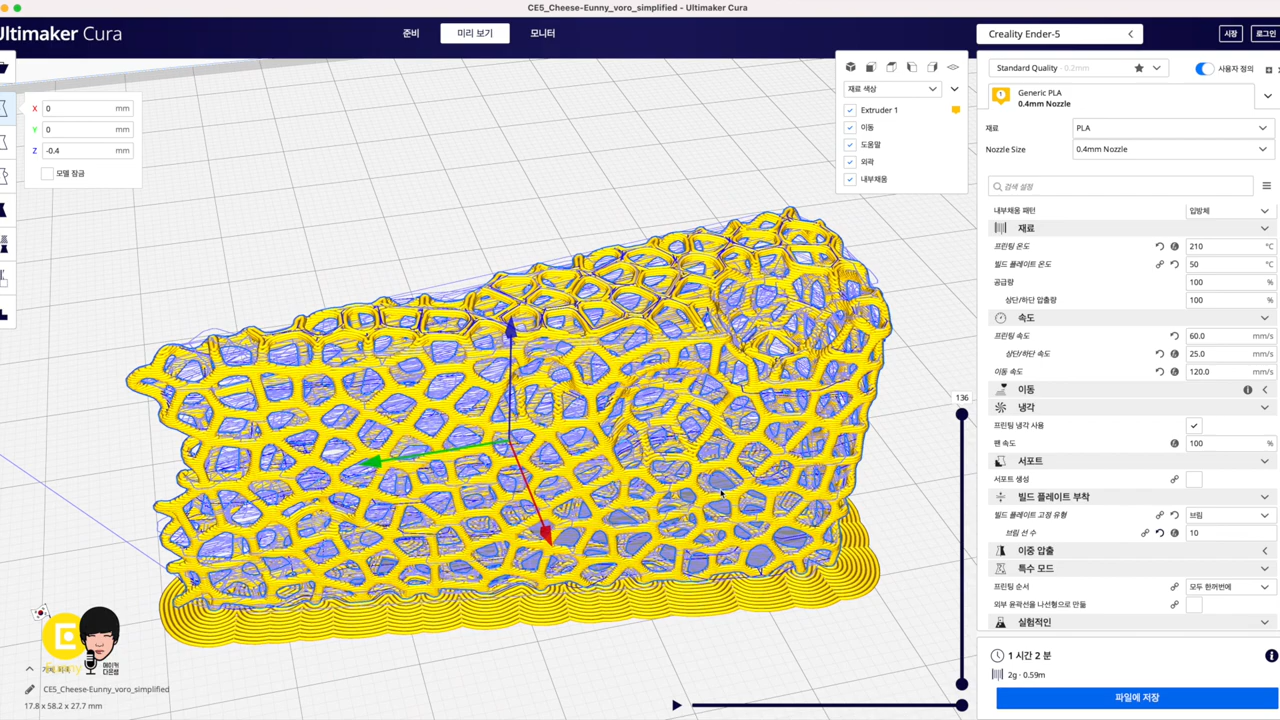 CE5_Cheese-Eunny_voro_simplified - Ultimaker Cura
Ultimaker Cura
준비
미리 보기
모니터
Creality Ender-5
시장
로그인
X 0 mm
Y 0 mm
Z -0.4 mm
모델 잠금
재료 색상
Extruder 1
이동
도움말
외곽
내부채움
Standard Quality - 0.2mm
사용자 정의
1
Generic PLA
0.4mm Nozzle
재료 PLA
Nozzle Size 0.4mm Nozzle
검색 설정
내부채움 패턴 입방체
재료
프린팅 온도 210 °C
빌드 플레이트 온도 50 °C
공급량 100 %
상단/하단 압출량 100 %
속도
프린팅 속도 60.0 mm/s
상단/하단 속도 25.0 mm/s
이동 속도 120.0 mm/s
이동
냉각
프린팅 냉각 사용
팬 속도 100 %
서포트
서포트 생성
빌드 플레이트 부착
빌드 플레이트 고정 유형 브림
브림 선 수 10
이중 압출
특수 모드
프린팅 순서 모두 한꺼번에
외부 윤곽선을 나선형으로 만듦
실험적인
136
1 시간 2 분
2g · 0.59m
파일에 저장
메이커
다은쌤
CE5_Cheese-Eunny_voro_simplified
17.8 x 58.2 x 27.7 mm